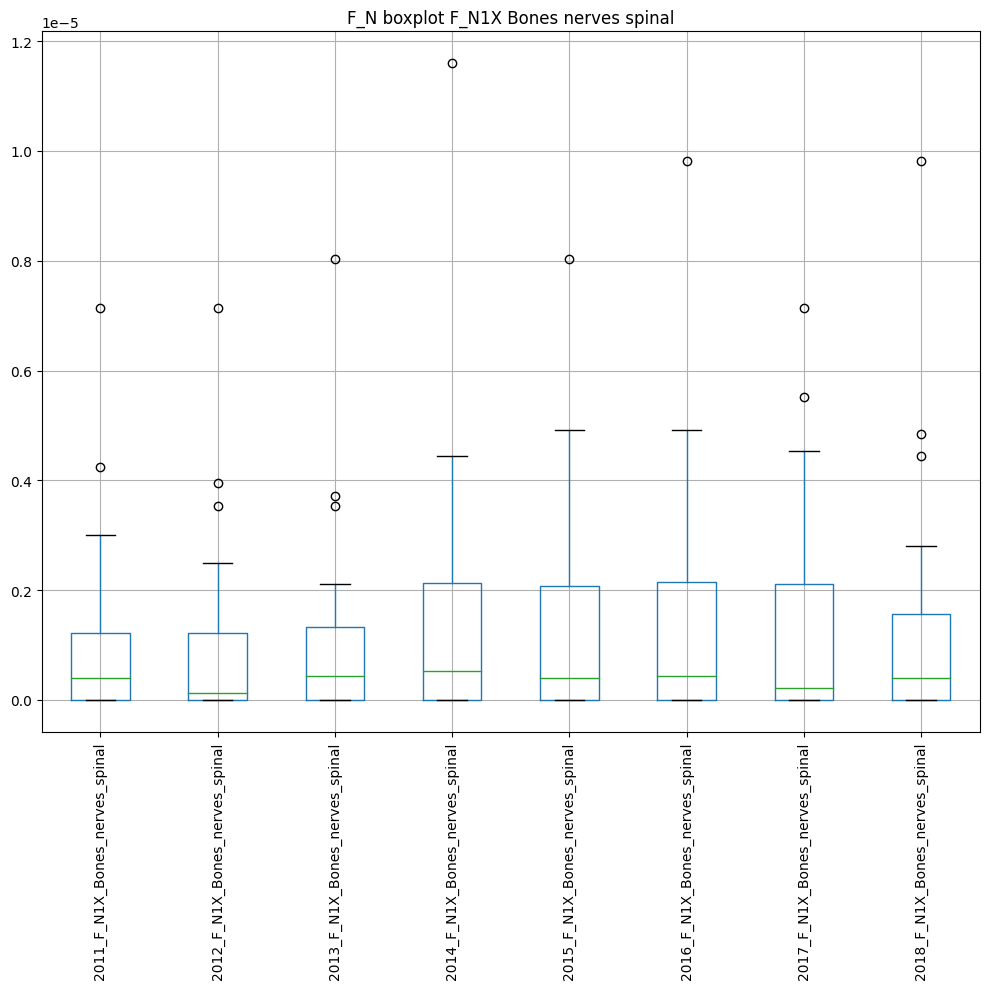 F_N boxplot F_N1X Bones nerves spinal
1e−5
1.2
1.0
0.8
0.6
0.4
0.2
0.0
2011_F_N1X_Bones_nerves_spinal
2012_F_N1X_Bones_nerves_spinal
2013_F_N1X_Bones_nerves_spinal
2014_F_N1X_Bones_nerves_spinal
2015_F_N1X_Bones_nerves_spinal
2016_F_N1X_Bones_nerves_spinal
2017_F_N1X_Bones_nerves_spinal
2018_F_N1X_Bones_nerves_spinal